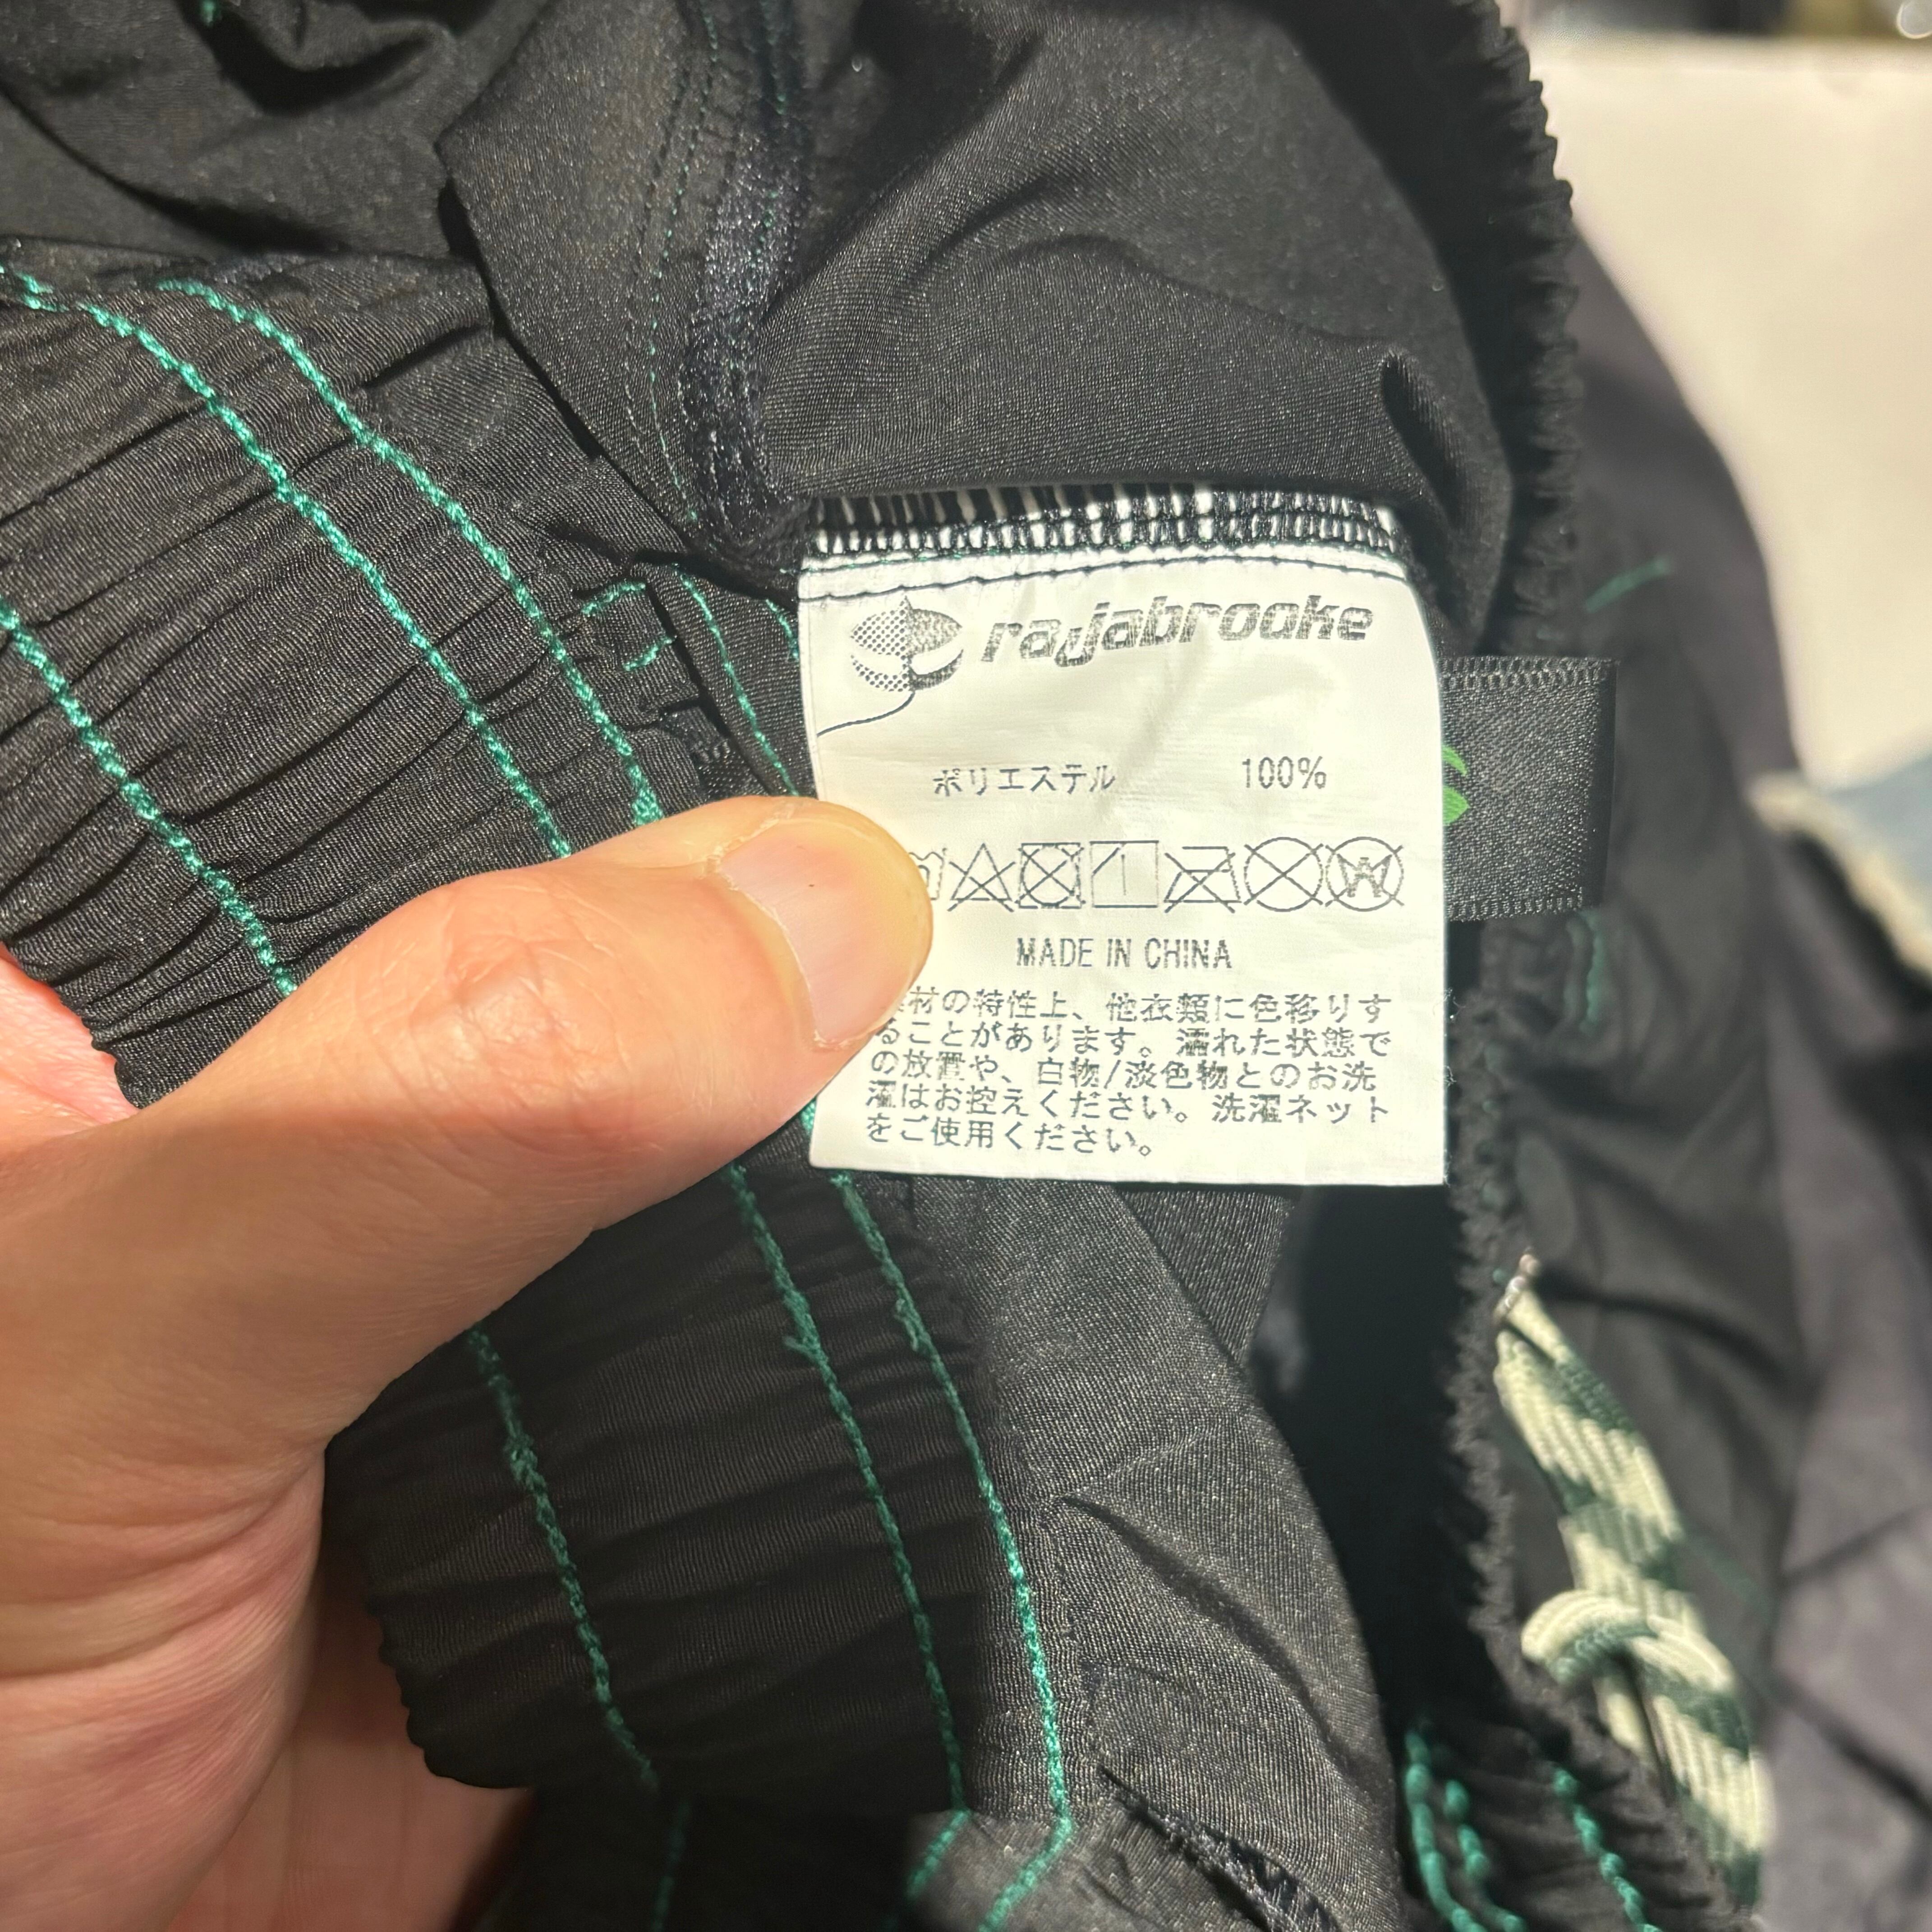 rajabrooke
ポリエステル 100%
MADE IN CHINA
材の特性上、他衣類に色移りす
ることがあります。濡れた状態で
の放置や、白物/淡色物とのお洗
濯はお控えください。洗濯ネット
をご使用ください。